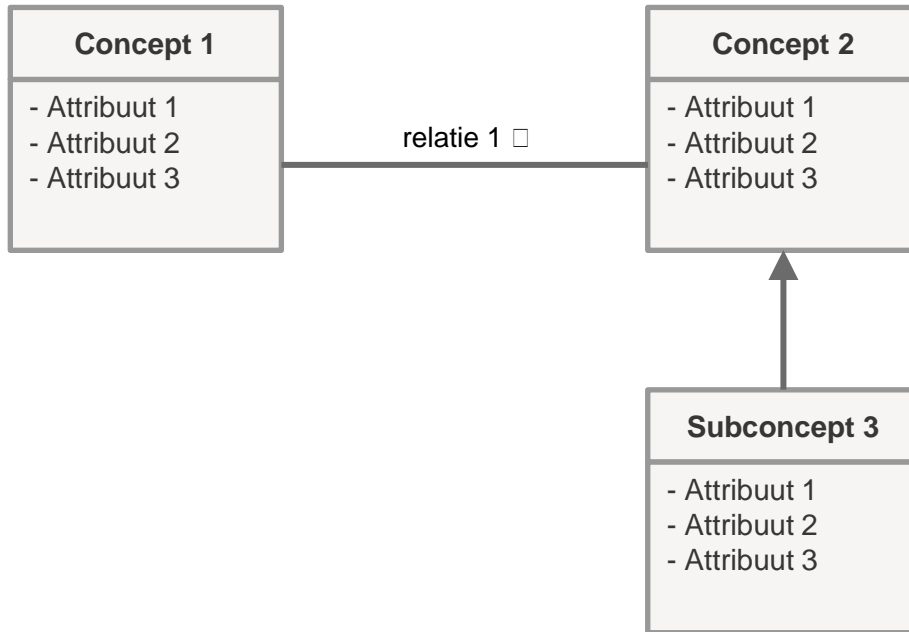 Concept 1
- Attribuut 1
- Attribuut 2
- Attribuut 3
relatie 1 □
Concept 2
- Attribuut 1
- Attribuut 2
- Attribuut 3
Subconcept 3
- Attribuut 1
- Attribuut 2
- Attribuut 3